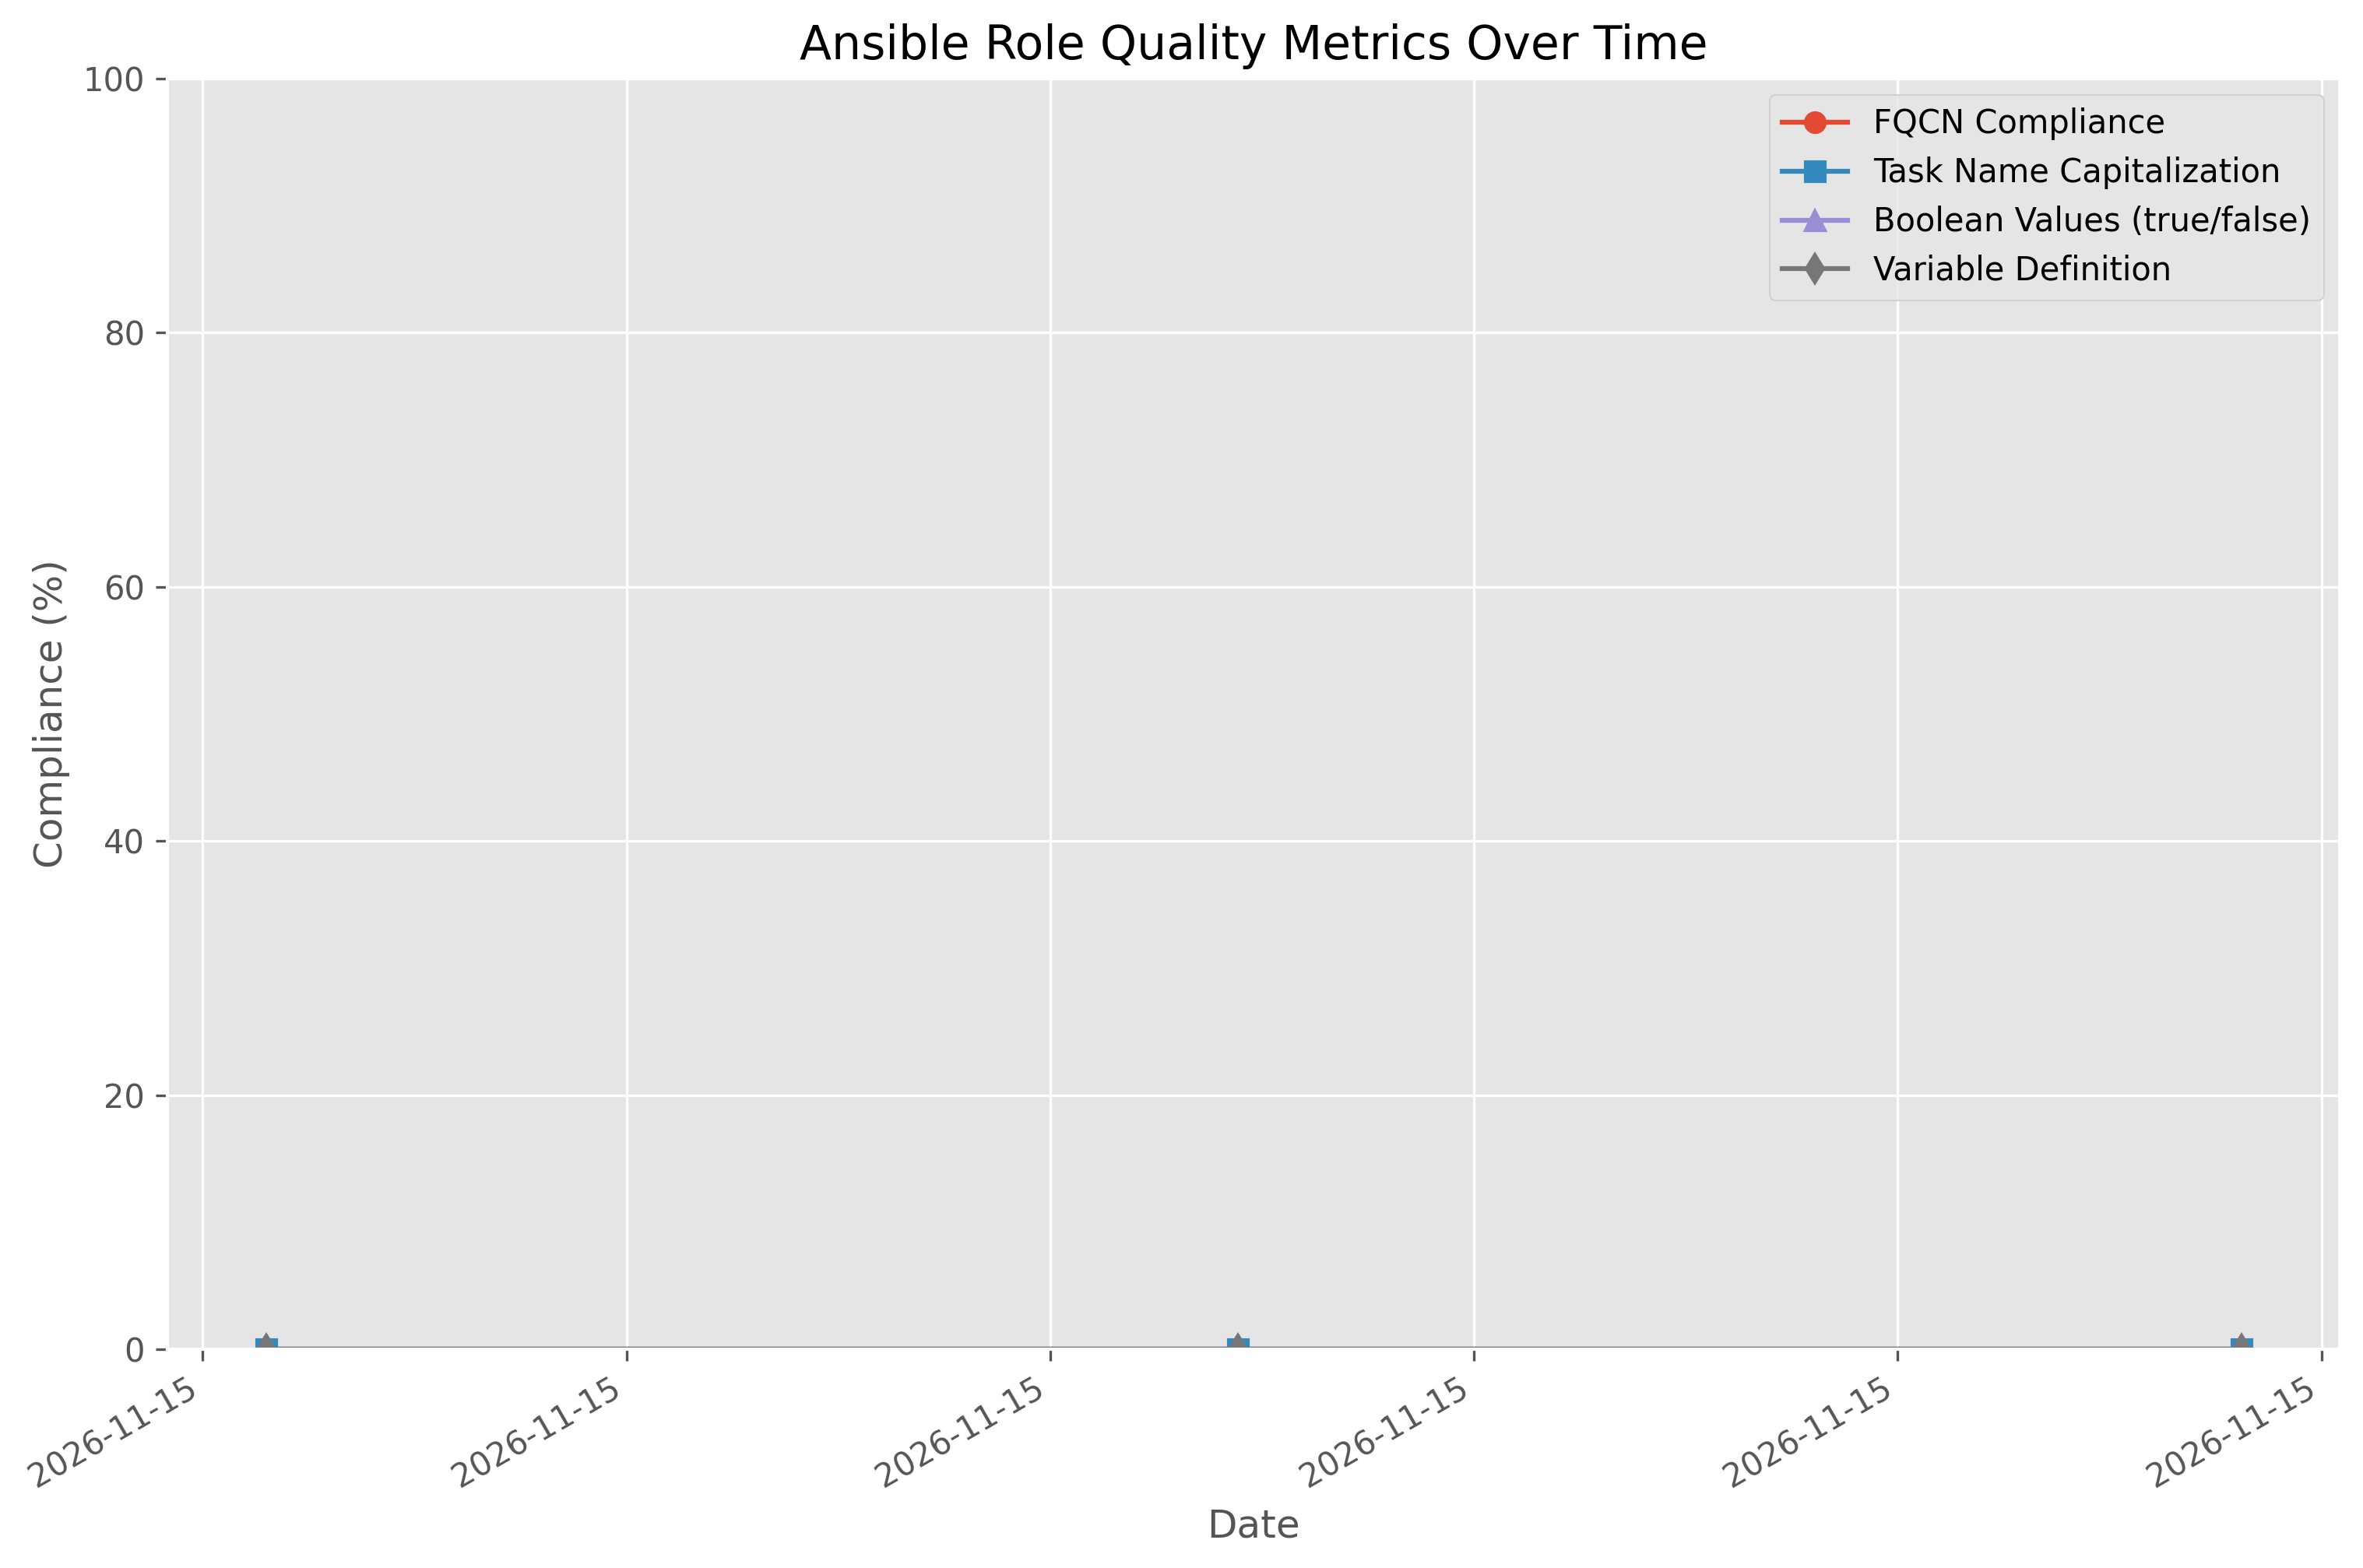 Ansible Role Quality Metrics Over Time
100
80
60
40
20
0
Compliance (%)
FQCN Compliance
Task Name Capitalization
Boolean Values (true/false)
Variable Definition
2026-11-15
2026-11-15
2026-11-15
2026-11-15
2026-11-15
2026-11-15
Date